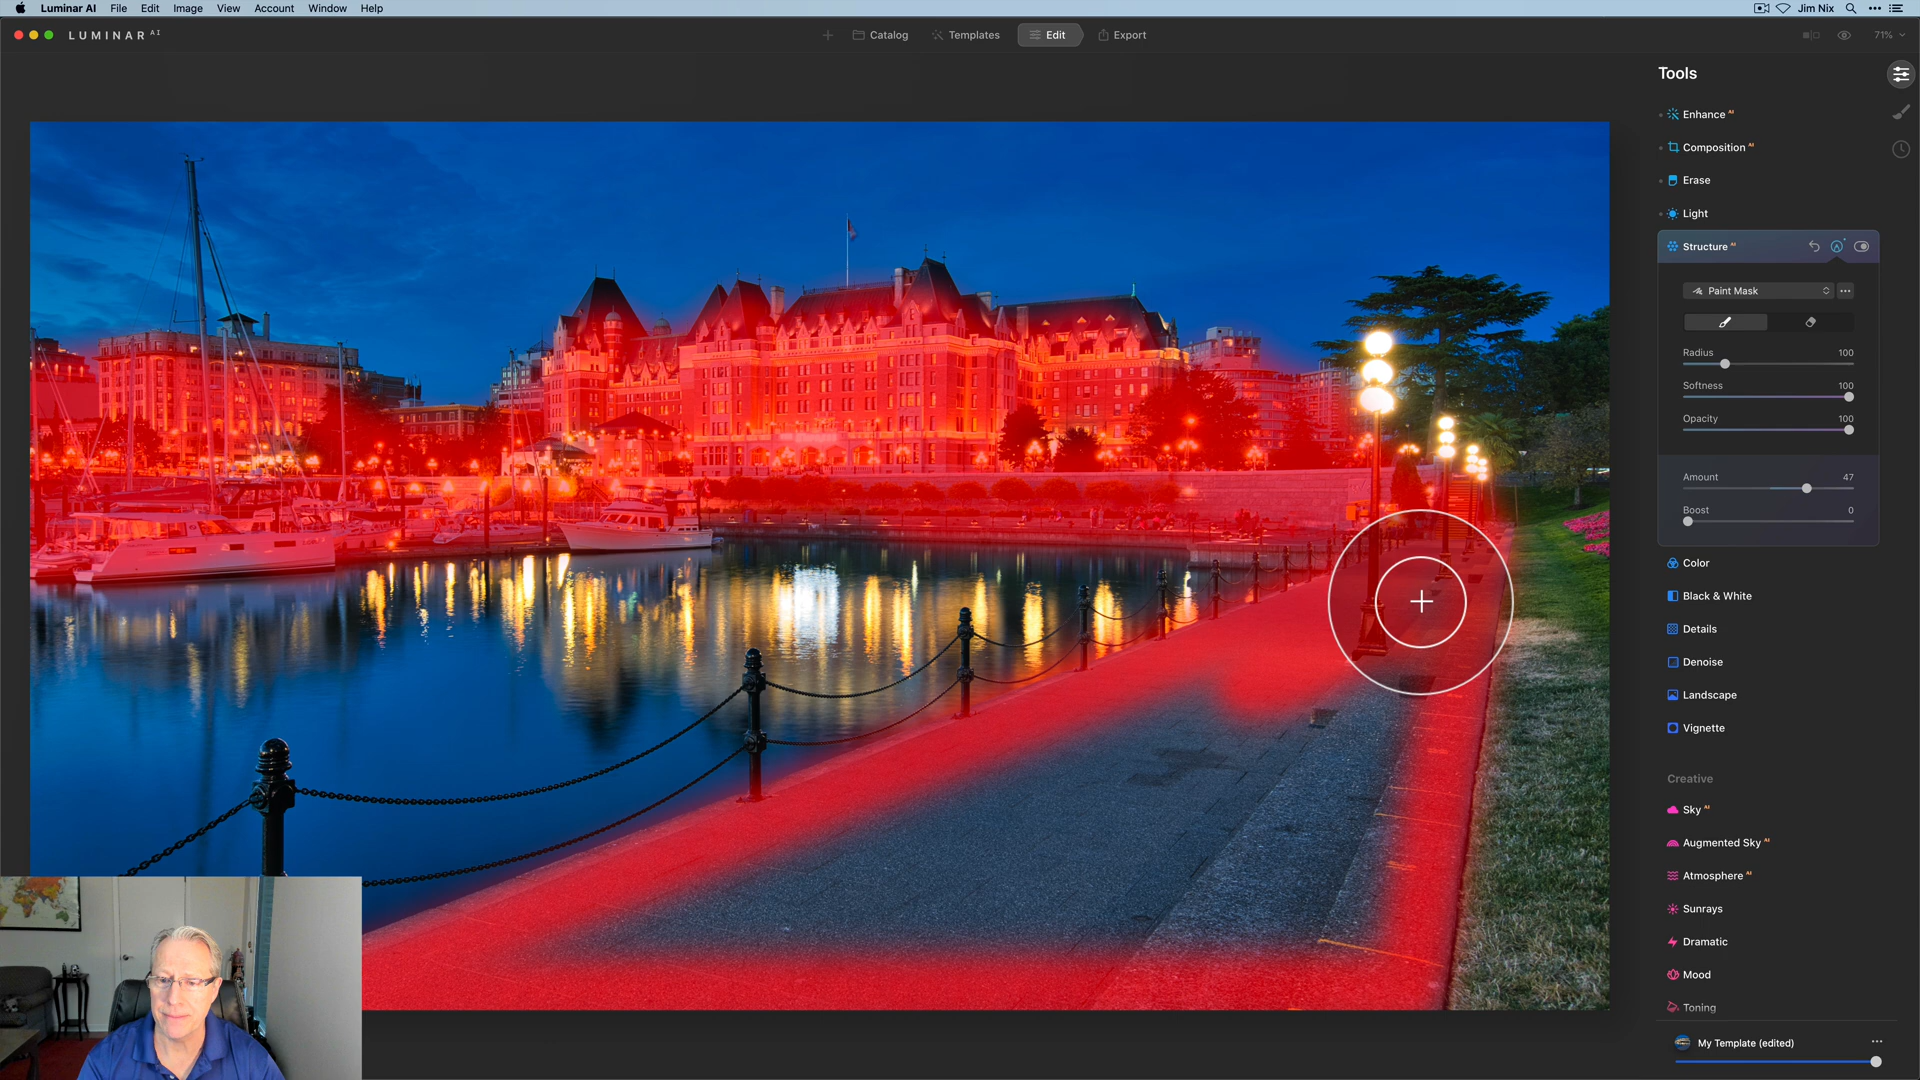 Luminar AI File Edit Image View Account Window Help Jim Nix
LUMINAR AI
+ Catalog Templates Edit Export 71%
Tools
Enhance AI
Composition AI
Erase
Light
Structure AI
Paint Mask
Radius 100
Softness 100
Opacity 100
Amount 47
Boost 0
Color
Black & White
Details
Denoise
Landscape
Vignette
Creative
Sky AI
Augmented Sky AI
Atmosphere AI
Sunrays
Dramatic
Mood
Toning
My Template (edited)